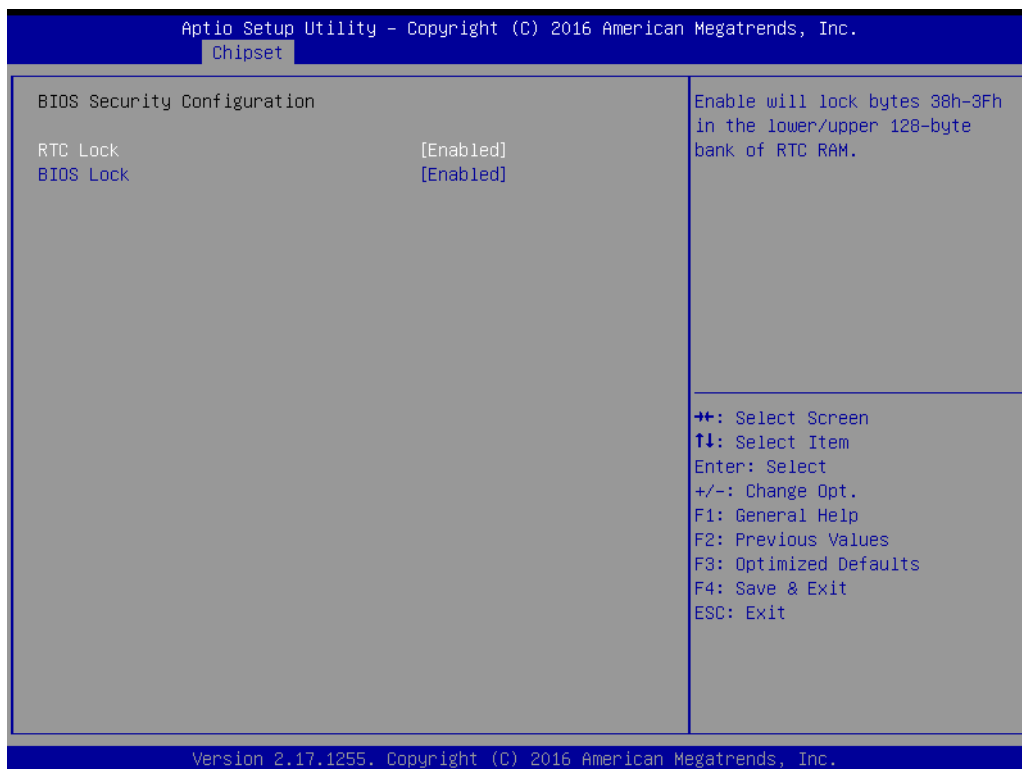 Aptio Setup Utility – Copyright (C) 2016 American Megatrends, Inc.
Chipset
BIOS Security Configuration
RTC Lock [Enabled]
BIOS Lock [Enabled]
Enable will lock bytes 38h-3Fh
in the lower/upper 128-byte
bank of RTC RAM.
→←: Select Screen
↑↓: Select Item
Enter: Select
+/-: Change Opt.
F1: General Help
F2: Previous Values
F3: Optimized Defaults
F4: Save & Exit
ESC: Exit
Version 2.17.1255. Copyright (C) 2016 American Megatrends, Inc.